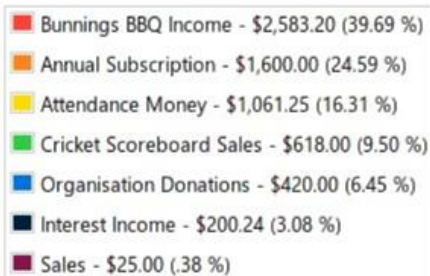 Bunnings BBQ Income - $2,583.20 (39.69 %)
Annual Subscription - $1,600.00 (24.59 %)
Attendance Money - $1,061.25 (16.31 %)
Cricket Scoreboard Sales - $618.00 (9.50 %)
Organisation Donations - $420.00 (6.45 %)
Interest Income - $200.24 (3.08 %)
Sales - $25.00 (.38 %)